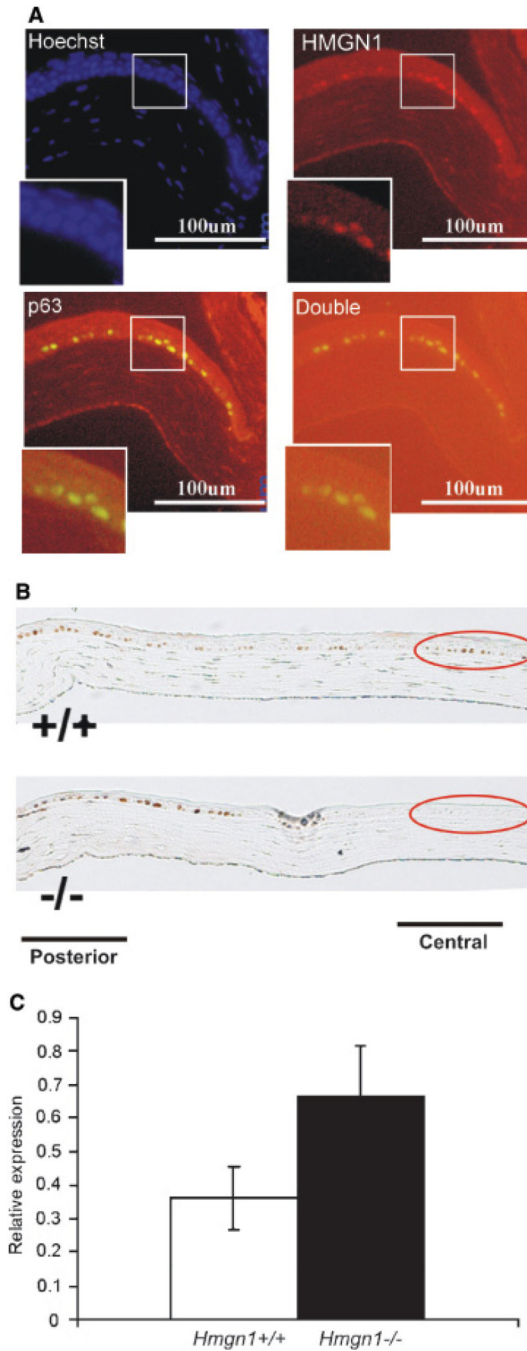 A
Hoechst
HMGN1
100um
100um
p63
Double
100um
100um
B
+/+
-/-
Posterior
Central
C
Relative expression
0.9
0.8
0.7
0.6
0.5
0.4
0.3
0.2
0.1
0
Hmgn1+/+
Hmgn1-/-